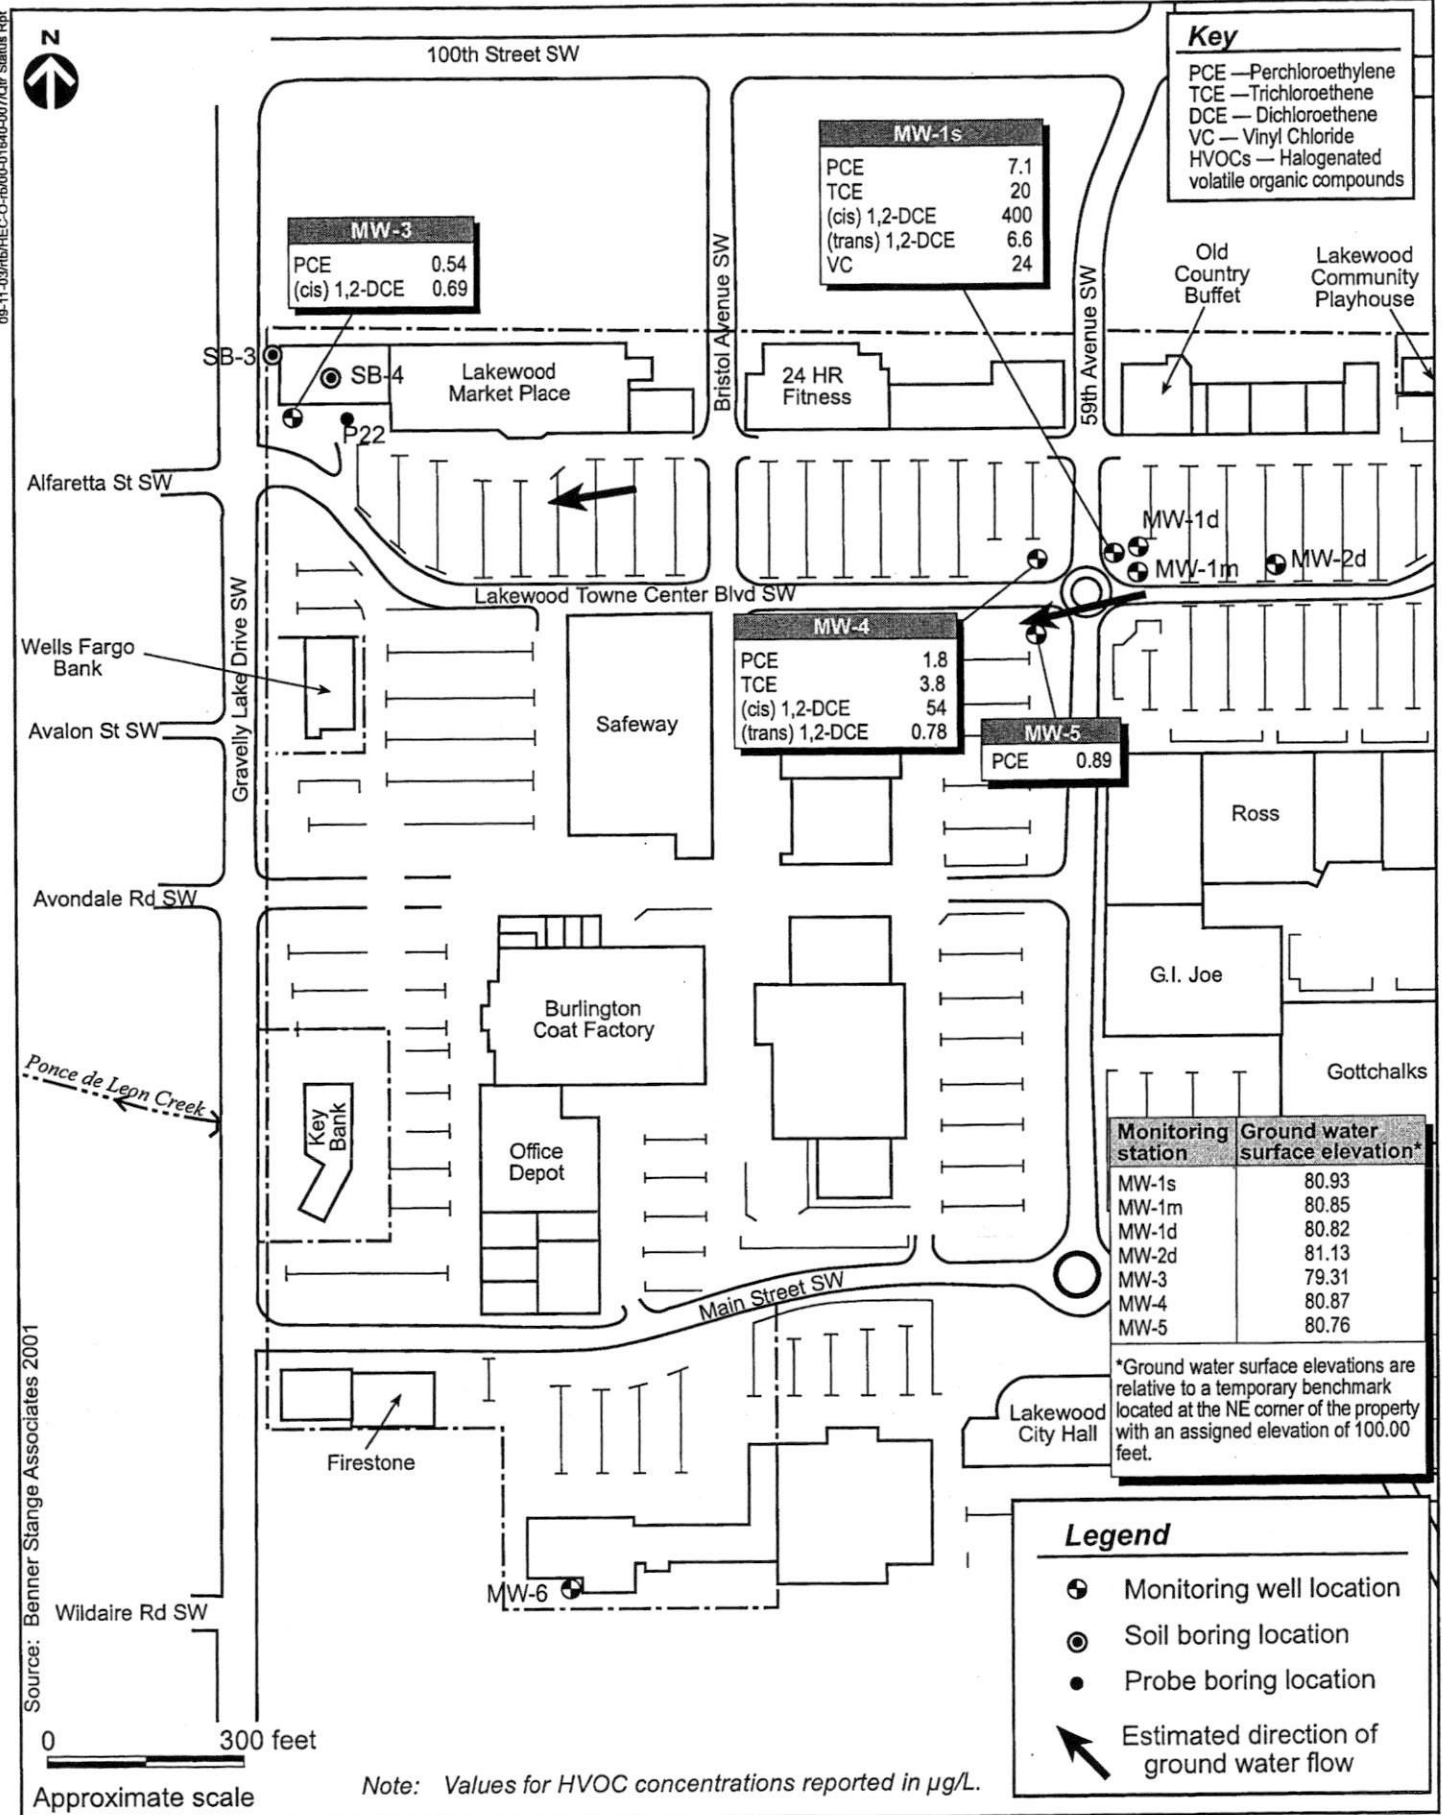 N
100th Street SW
Key
PCE —Perchloroethylene
TCE —Trichloroethene
DCE — Dichloroethene
VC — Vinyl Chloride
HVOCs — Halogenated
volatile organic compounds
MW-1s
PCE 7.1
TCE 20
(cis) 1,2-DCE 400
(trans) 1,2-DCE 6.6
VC 24
MW-3
PCE 0.54
(cis) 1,2-DCE 0.69
Bristol Avenue SW
59th Avenue SW
Old
Country
Buffet
Lakewood
Community
Playhouse
SB-3
SB-4
Lakewood
Market Place
24 HR
Fitness
P22
Alfaretta St SW
MW-1d
MW-1m
MW-2d
Lakewood Towne Center Blvd SW
Gravelly Lake Drive SW
Wells Fargo
Bank
MW-4
PCE 1.8
TCE 3.8
(cis) 1,2-DCE 54
(trans) 1,2-DCE 0.78
Safeway
MW-5
PCE 0.89
Avalon St SW
Ross
Avondale Rd SW
G.I. Joe
Burlington
Coat Factory
Gottchalks
Ponce de Leon Creek
Key
Bank
Office
Depot
Monitoring station Ground water surface elevation*
MW-1s 80.93
MW-1m 80.85
MW-1d 80.82
MW-2d 81.13
MW-3 79.31
MW-4 80.87
MW-5 80.76
*Ground water surface elevations are
relative to a temporary benchmark
located at the NE corner of the property
with an assigned elevation of 100.00
feet.
Main Street SW
Lakewood
City Hall
Firestone
MW-6
Wildaire Rd SW
Legend
Monitoring well location
Soil boring location
Probe boring location
Estimated direction of
ground water flow
Source: Benner Stange Associates 2001
0 300 feet
Approximate scale
Note: Values for HVOC concentrations reported in µg/L.